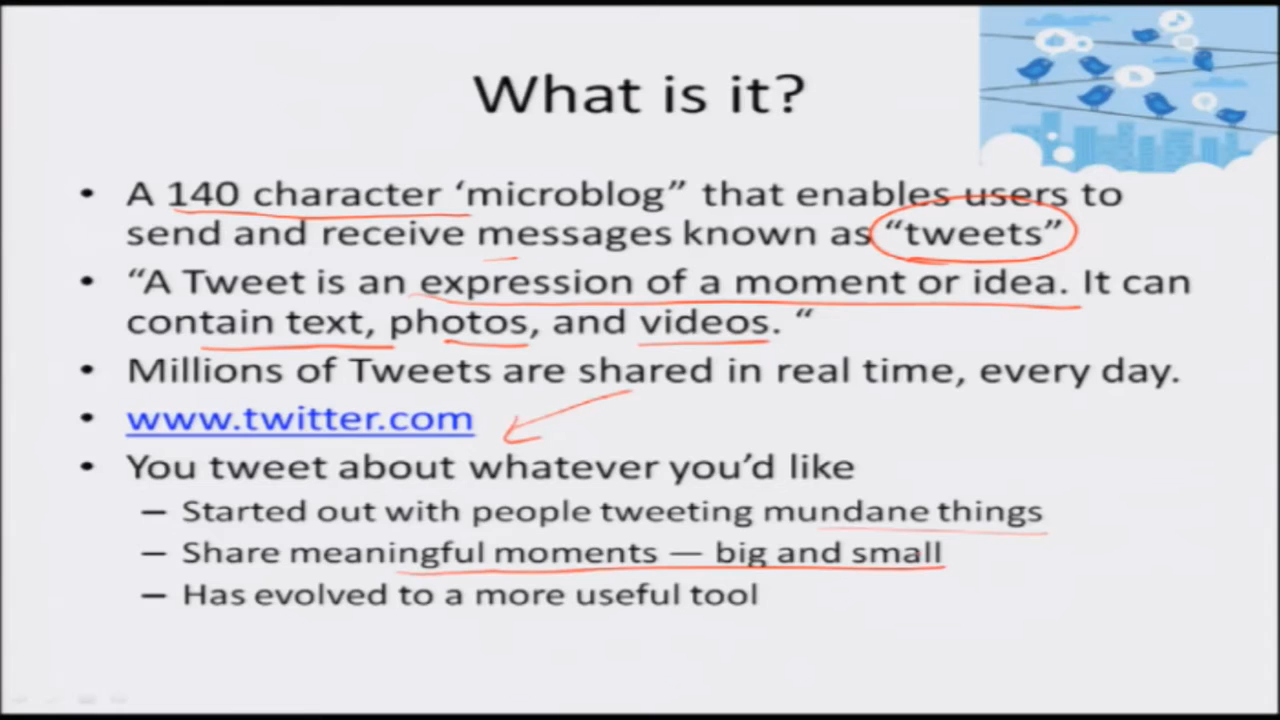 What is it?
• A 140 character ‘microblog” that enables users to
send and receive messages known as “tweets”
• “A Tweet is an expression of a moment or idea. It can
contain text, photos, and videos. “
• Millions of Tweets are shared in real time, every day.
• www.twitter.com
• You tweet about whatever you’d like
– Started out with people tweeting mundane things
– Share meaningful moments — big and small
– Has evolved to a more useful tool